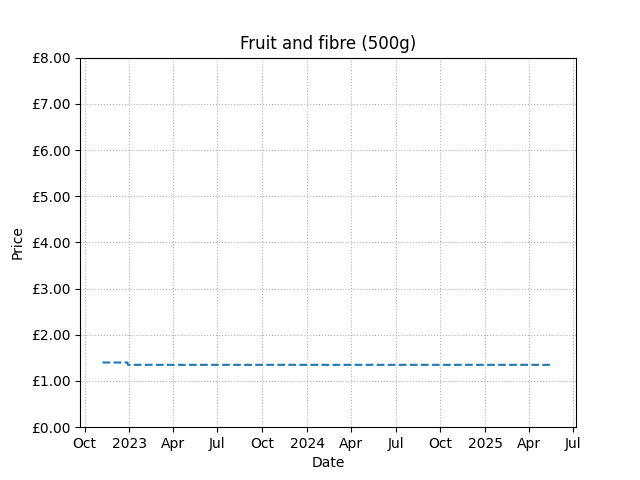 Fruit and fibre (500g)
£8.00
£7.00
£6.00
£5.00
£4.00
£3.00
£2.00
£1.00
£0.00
Price
Oct 2023 Apr Jul Oct 2024 Apr Jul Oct 2025 Apr Jul
Date